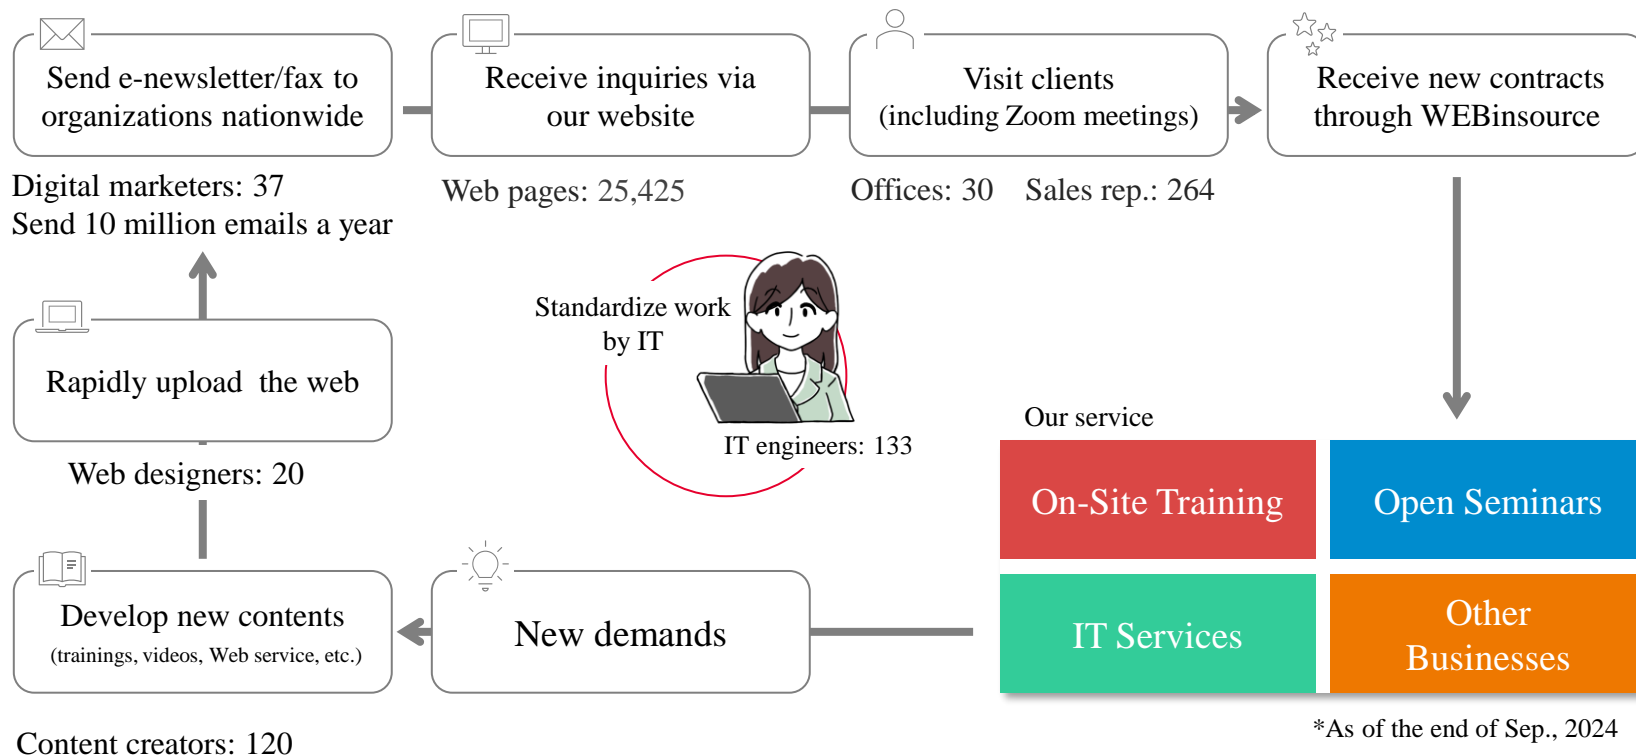 Send e-newsletter/fax to
organizations nationwide
Receive inquiries via
our website
Visit clients
(including Zoom meetings)
Receive new contracts
through WEBinsource
Digital marketers: 37
Send 10 million emails a year
Web pages: 25,425
Offices: 30    Sales rep.: 264
Rapidly upload  the web
Web designers: 20
Standardize work
by IT
IT engineers: 133
Our service
On-Site Training
Open Seminars
IT Services
Other
Businesses
New demands
Develop new contents
(trainings, videos, Web service, etc.)
Content creators: 120
*As of the end of Sep., 2024